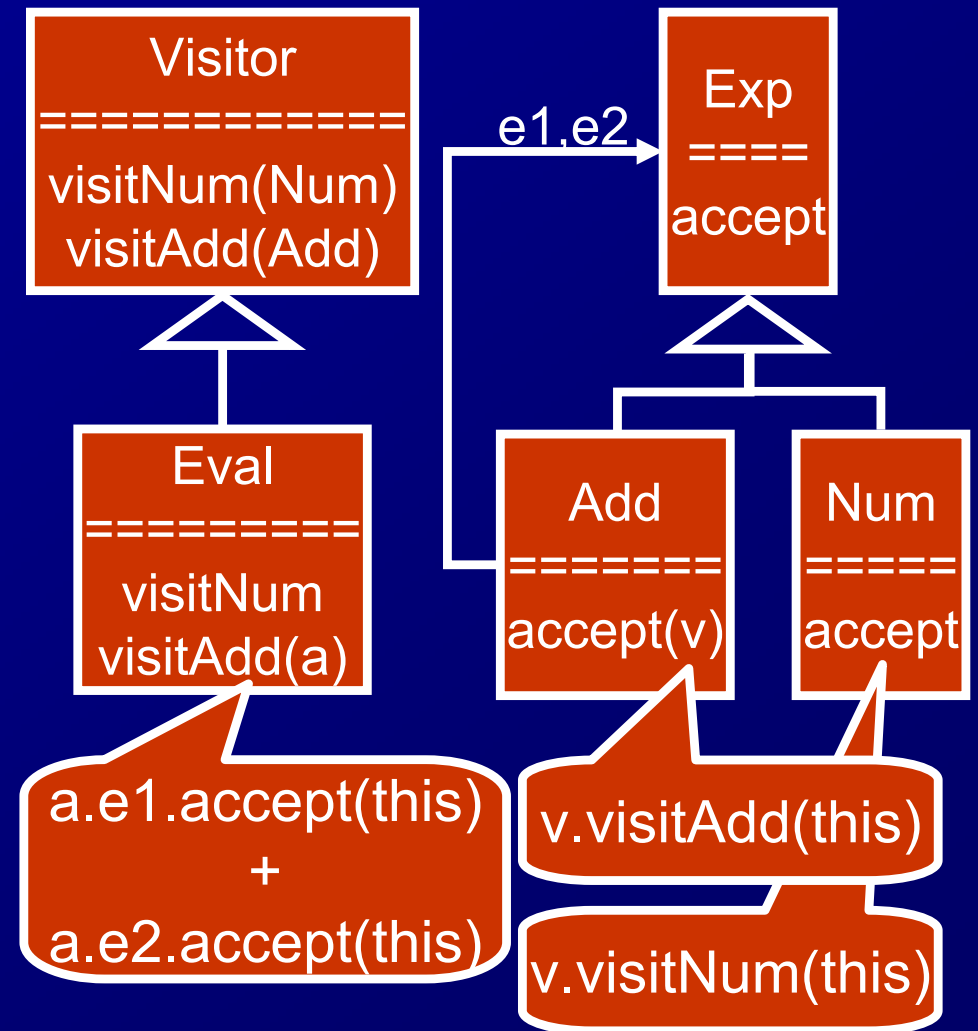 Visitor
============
visitNum(Num)
visitAdd(Add)
e1,e2
Exp
====
accept
Eval
=========
visitNum
visitAdd(a)
Add
=======
accept(v)
Num
=====
accept
a.e1.accept(this)
+
a.e2.accept(this)
v.visitAdd(this)
v.visitNum(this)